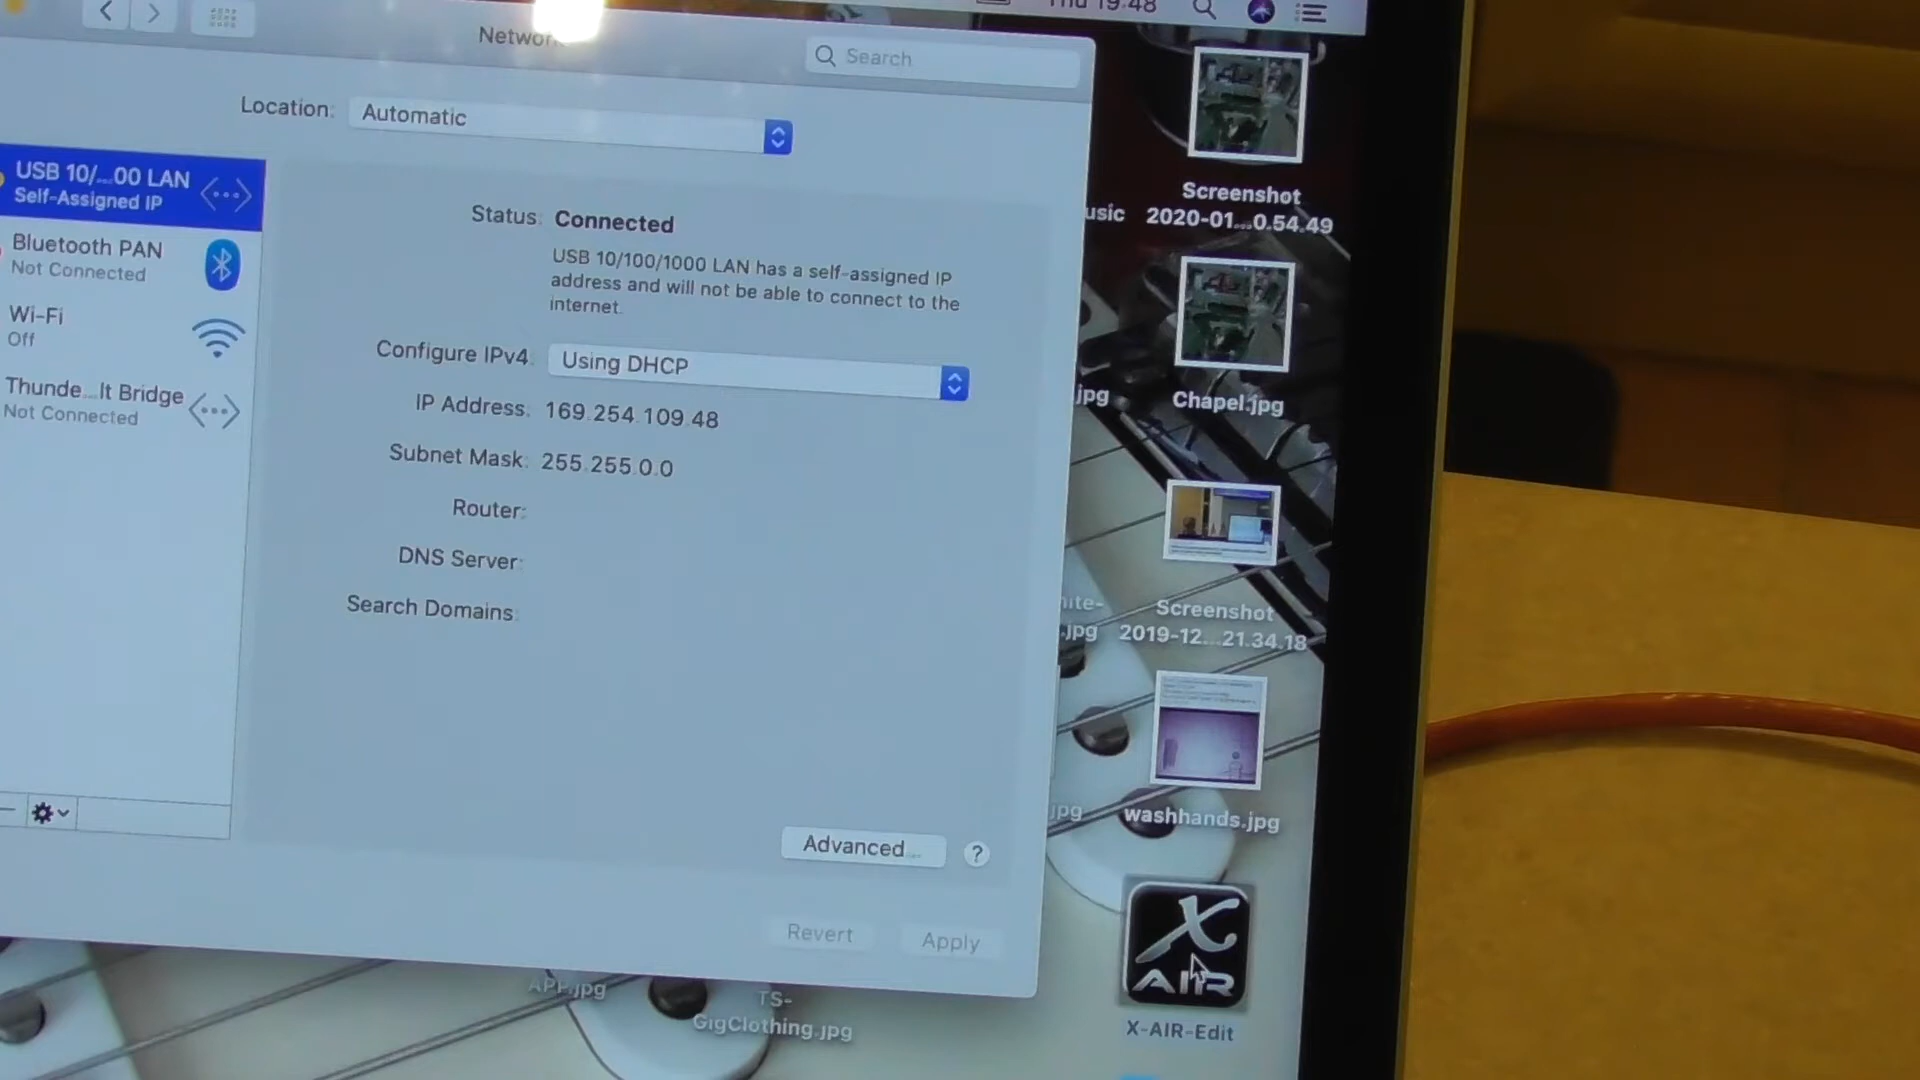 Thu 19:48
Search
Location: Automatic
USB 10/...00 LAN
Self-Assigned IP
Bluetooth PAN
Not Connected
Wi-Fi
Off
Thunde...lt Bridge
Not Connected
Status: Connected
USB 10/100/1000 LAN has a self-assigned IP
address and will not be able to connect to the
internet.
Configure IPv4: Using DHCP
IP Address: 169.254.109.48
Subnet Mask: 255.255.0.0
Router:
DNS Server:
Search Domains:
Advanced...
?
Revert
Apply
Screenshot
2020-01...0.54.49
usic
Chapel.jpg
.jpg
Screenshot
2019-12...21.34.18
.jpg
washhands.jpg
jpg
X
AIR
X-AIR-Edit
APP.jpg
TS-
GigClothing.jpg